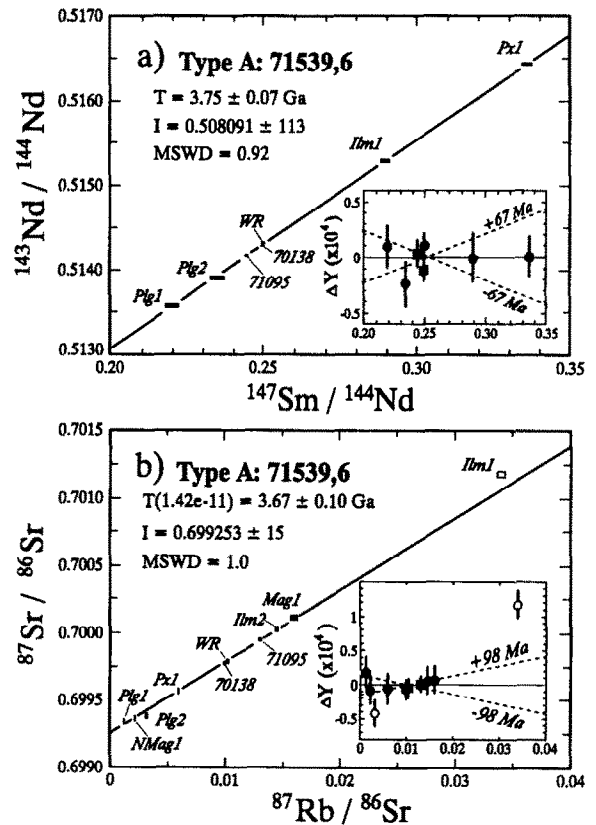 0.5170
0.5160
0.5150
0.5140
0.5130
143Nd / 144Nd
a) Type A: 71539,6
T = 3.75 ± 0.07 Ga
I = 0.508091 ± 113
MSWD = 0.92
Px1
Ilm1
WR
70138
71095
Plg2
Plg1
ΔY (x10⁴)
0.5
0
-0.5
+67 Ma
-67 Ma
0.20 0.25 0.30 0.35
0.20 0.25 0.30 0.35
147Sm / 144Nd
0.7015
0.7010
0.7005
0.7000
0.6995
0.6990
87Sr / 86Sr
b) Type A: 71539,6
T(1.42e-11) = 3.67 ± 0.10 Ga
I = 0.699253 ± 15
MSWD = 1.0
Ilm1
Mag1
Ilm2
71095
WR
70138
Px1
Plg1
Plg2
NMag1
ΔY (x10⁴)
1
0.5
0
-0.5
+98 Ma
-98 Ma
0 0.01 0.02 0.03 0.04
0 0.01 0.02 0.03 0.04
87Rb / 86Sr